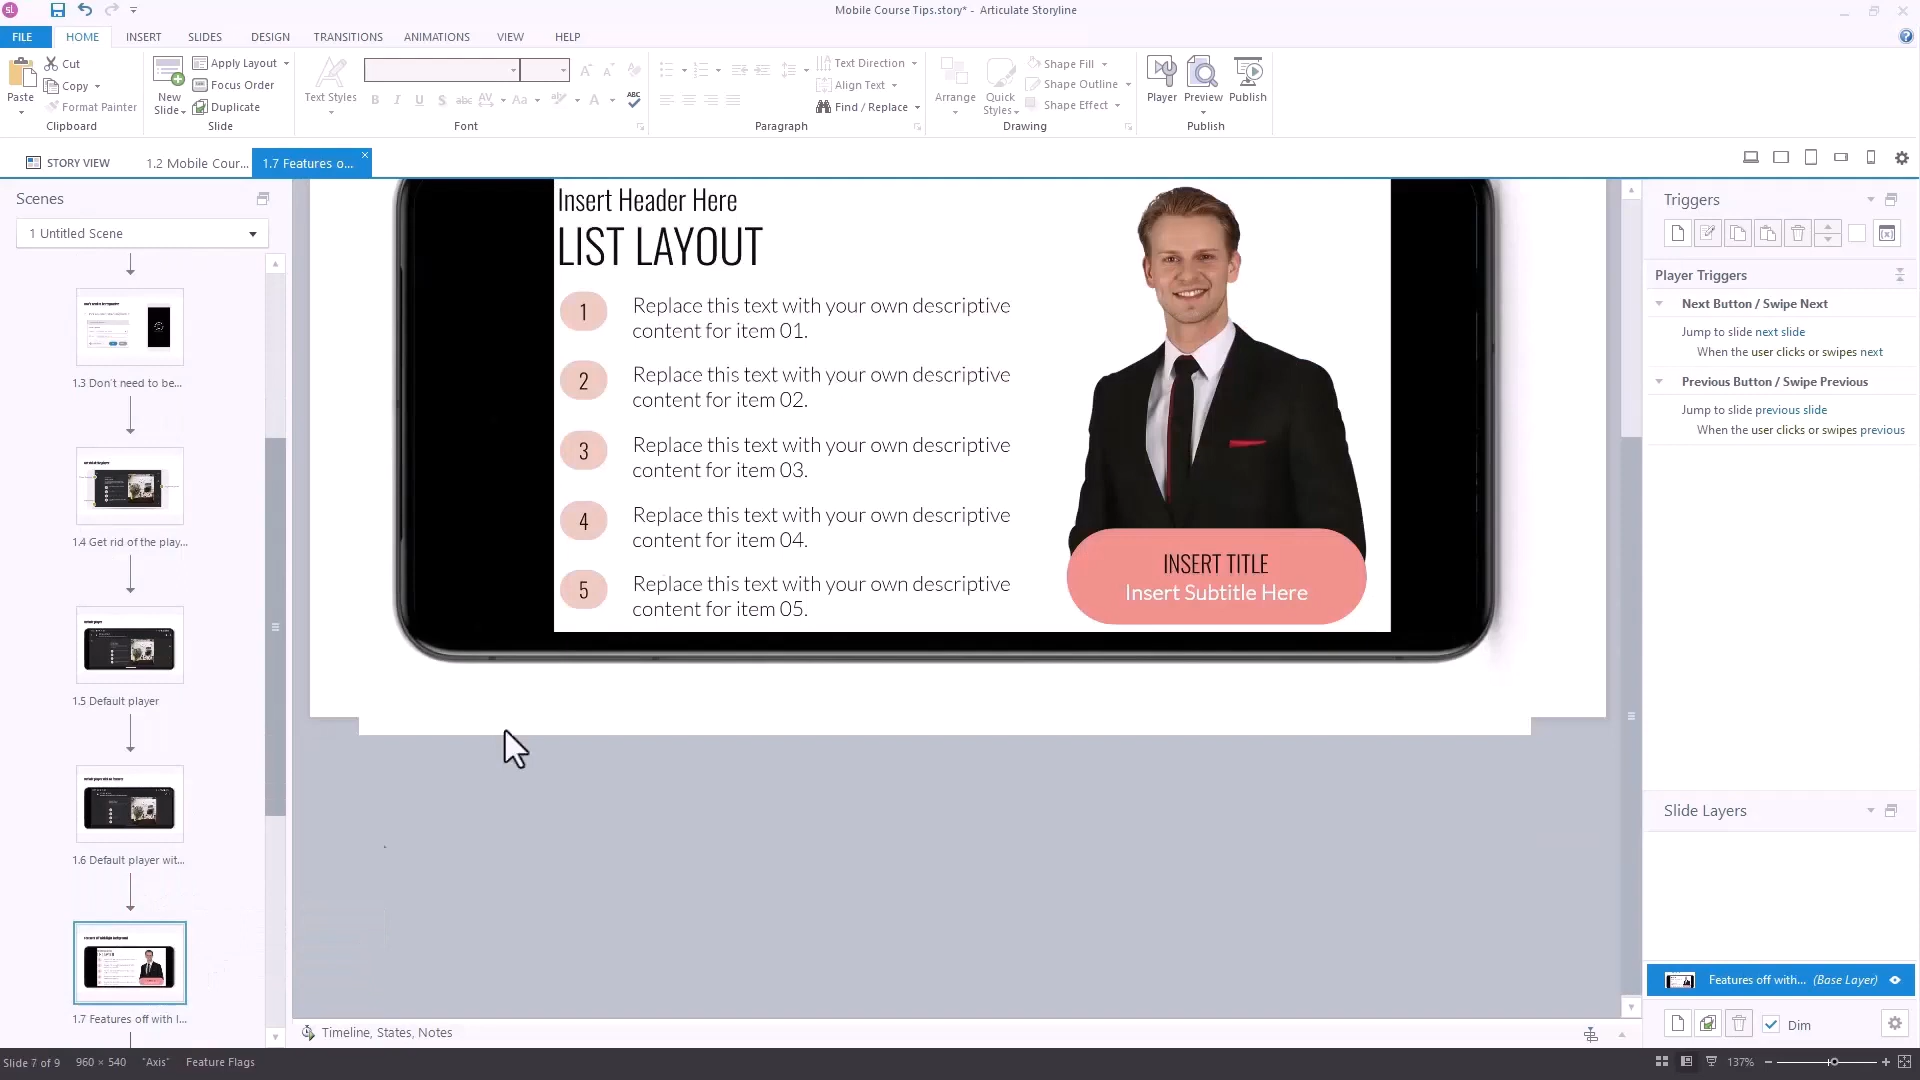 Mobile Course Tips.story* - Articulate Storyline
FILE HOME INSERT SLIDES DESIGN TRANSITIONS ANIMATIONS VIEW HELP
Paste
Cut
Copy
Format Painter
Clipboard
New Slide
Apply Layout
Focus Order
Duplicate
Slide
Text Styles
B I U S abc AV Aa A
ABC
Font
Text Direction
Align Text
Find / Replace
Paragraph
Arrange
Quick Styles
Shape Fill
Shape Outline
Shape Effect
Drawing
Player
Preview
Publish
Publish
STORY VIEW
1.2 Mobile Cour...
1.7 Features o...
Scenes
1 Untitled Scene
1.3 Don't need to be...
1.4 Get rid of the play...
1.5 Default player
1.6 Default player wit...
1.7 Features off with l...
Insert Header Here
LIST LAYOUT
1 Replace this text with your own descriptive
content for item 01.
2 Replace this text with your own descriptive
content for item 02.
3 Replace this text with your own descriptive
content for item 03.
4 Replace this text with your own descriptive
content for item 04.
5 Replace this text with your own descriptive
content for item 05.
INSERT TITLE
Insert Subtitle Here
Triggers
Player Triggers
Next Button / Swipe Next
Jump to slide next slide
When the user clicks or swipes next
Previous Button / Swipe Previous
Jump to slide previous slide
When the user clicks or swipes previous
Slide Layers
Features off with... (Base Layer)
Dim
Timeline, States, Notes
Slide 7 of 9 960 × 540 "Axis" Feature Flags
137%